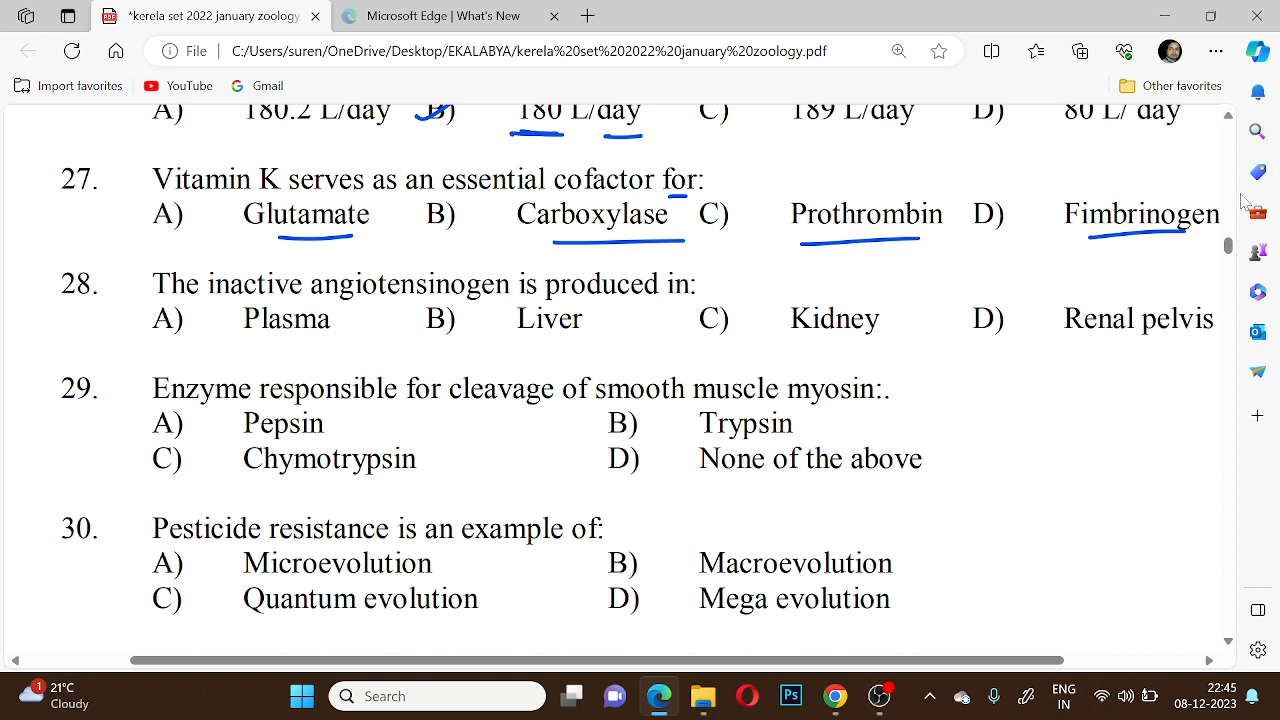 *kerela set 2022 january zoology.
Microsoft Edge | What's New
File
C:/Users/suren/OneDrive/Desktop/EKALABYA/kerela%20set%202022%20january%20zoology.pdf
Import favorites
YouTube
Gmail
Other favorites
A) 180.2 L/day B) 180 L/day C) 189 L/day D) 80 L/ day
27. Vitamin K serves as an essential cofactor for:
A) Glutamate B) Carboxylase C) Prothrombin D) Fimbrinogen
28. The inactive angiotensinogen is produced in:
A) Plasma B) Liver C) Kidney D) Renal pelvis
29. Enzyme responsible for cleavage of smooth muscle myosin:.
A) Pepsin B) Trypsin
C) Chymotrypsin D) None of the above
30. Pesticide resistance is an example of:
A) Microevolution B) Macroevolution
C) Quantum evolution D) Mega evolution
1
21°C
Cloudy
Search
Ps
ENG
IN
22:45
08-12-2023